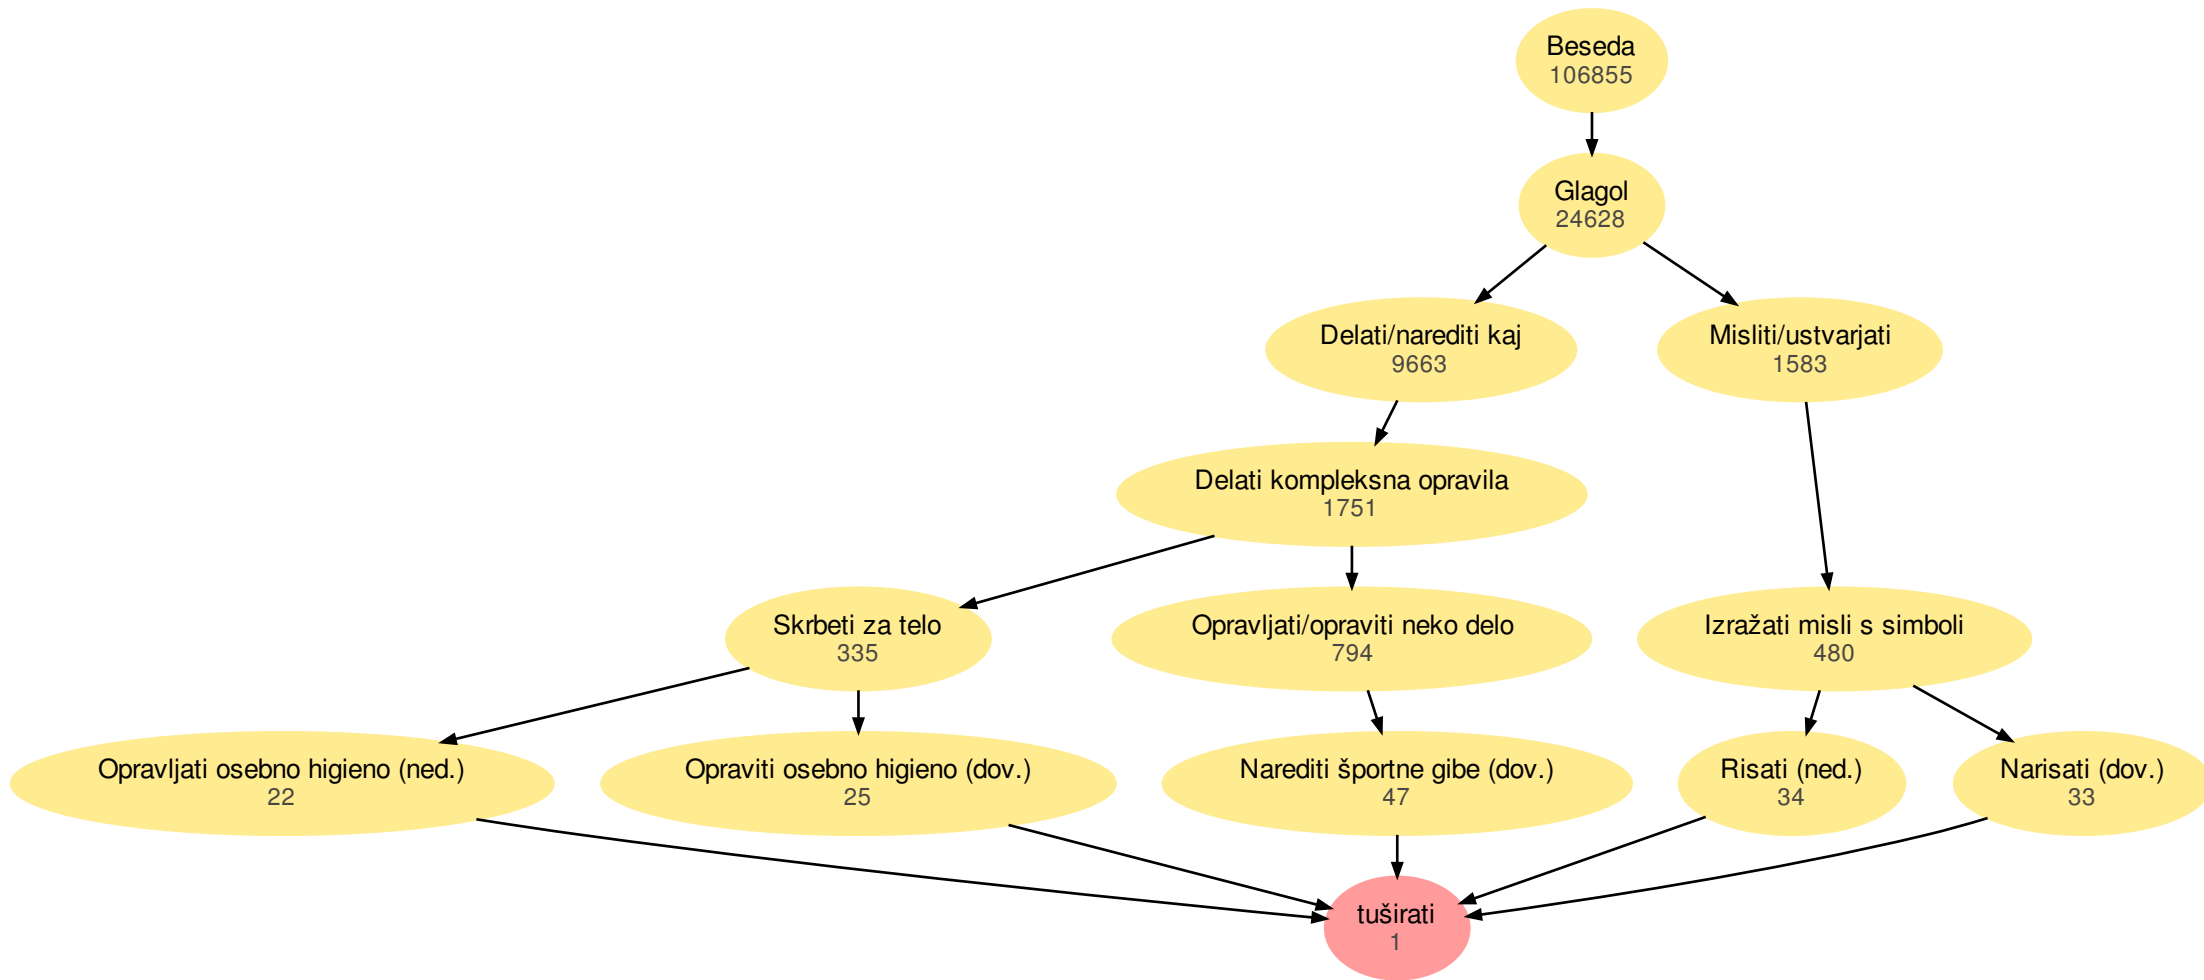 Beseda
106855
Glagol
24628
Delati/narediti kaj
9663
Misliti/ustvarjati
1583
Delati kompleksna opravila
1751
Skrbeti za telo
335
Opravljati/opraviti neko delo
794
Izražati misli s simboli
480
Opravljati osebno higieno (ned.)
22
Opraviti osebno higieno (dov.)
25
Narediti športne gibe (dov.)
47
Risati (ned.)
34
Narisati (dov.)
33
tuširati
1